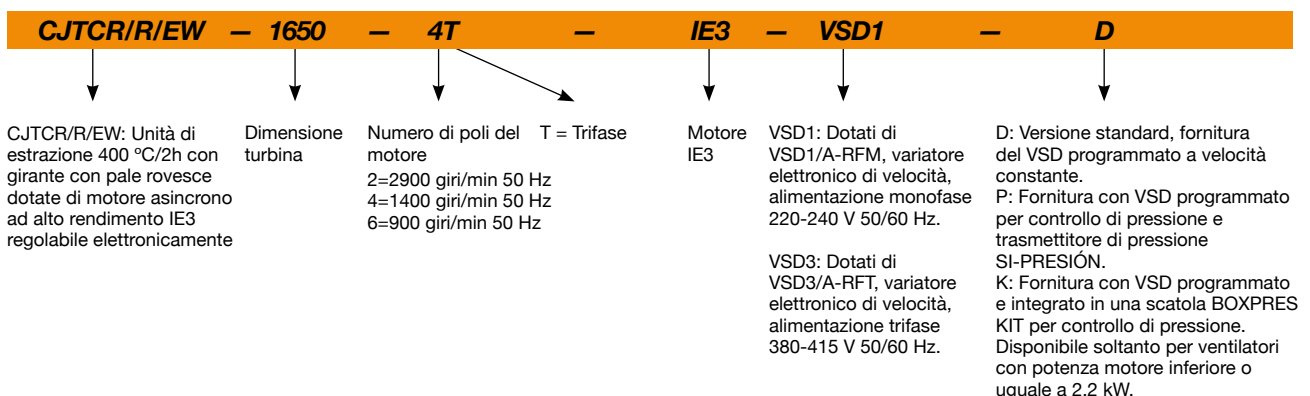 CJTCR/R/EW — 1650 — 4T — IE3 — VSD1 — D
CJTCR/R/EW: Unità di
estrazione 400 ºC/2h con
girante con pale rovesce
dotate di motore asincrono
ad alto rendimento IE3
regolabile elettronicamente
Dimensione
turbina
Numero di poli del
motore
2=2900 giri/min 50 Hz
4=1400 giri/min 50 Hz
6=900 giri/min 50 Hz
T = Trifase
Motore
IE3
VSD1: Dotati di
VSD1/A-RFM, variatore
elettronico di velocità,
alimentazione monofase
220-240 V 50/60 Hz.
VSD3: Dotati di
VSD3/A-RFT, variatore
elettronico di velocità,
alimentazione trifase
380-415 V 50/60 Hz.
D: Versione standard, fornitura
del VSD programmato a velocità
constante.
P: Fornitura con VSD programmato
per controllo di pressione e
trasmettitore di pressione
SI-PRESIÓN.
K: Fornitura con VSD programmato
e integrato in una scatola BOXPRES
KIT per controllo di pressione.
Disponibile soltanto per ventilatori
con potenza motore inferiore o
uguale a 2,2 kW.